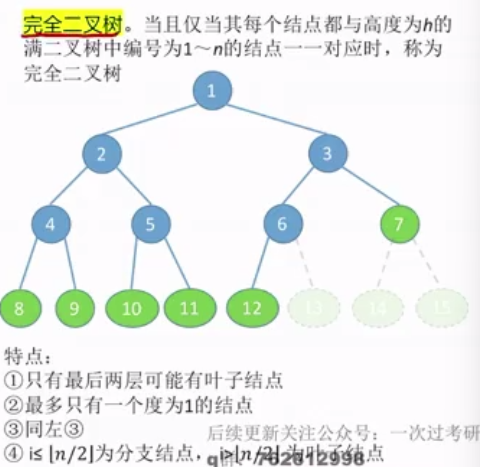 完全二叉树。当且仅当其每个结点都与高度为h的
满二叉树中编号为1～n的结点一一对应时，称为
完全二叉树
1
2 3
4 5 6 7
8 9 10 11 12 13 14 15
特点：
①只有最后两层可能有叶子结点
②最多只有一个度为1的结点
③同左③
后续更新关注公众号：一次过考研
④ i≤ ⌊n/2⌋为分支结点，i>⌊n/2⌋为叶子结点
762812998